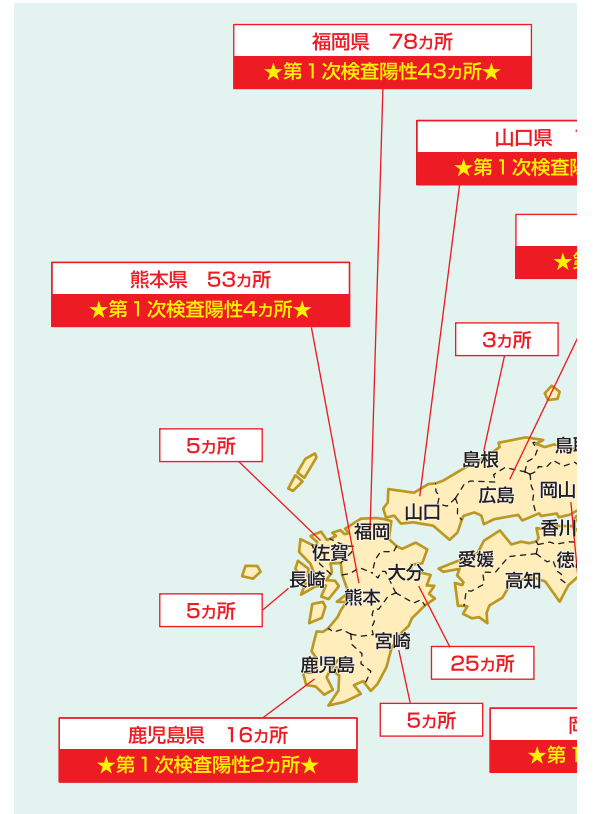 福岡県　78ヵ所
★第１次検査陽性43ヵ所★
山口県
★第１次検査
★
熊本県　53ヵ所
★第１次検査陽性4ヵ所★
3ヵ所
5ヵ所
島根
鳥
広島
岡山
山口
福岡
香川
佐賀
愛媛
徳
長崎
大分
高知
熊本
5ヵ所
宮崎
鹿児島
25ヵ所
5ヵ所
鹿児島県　16ヵ所
★第１次検査陽性2ヵ所★
★第1